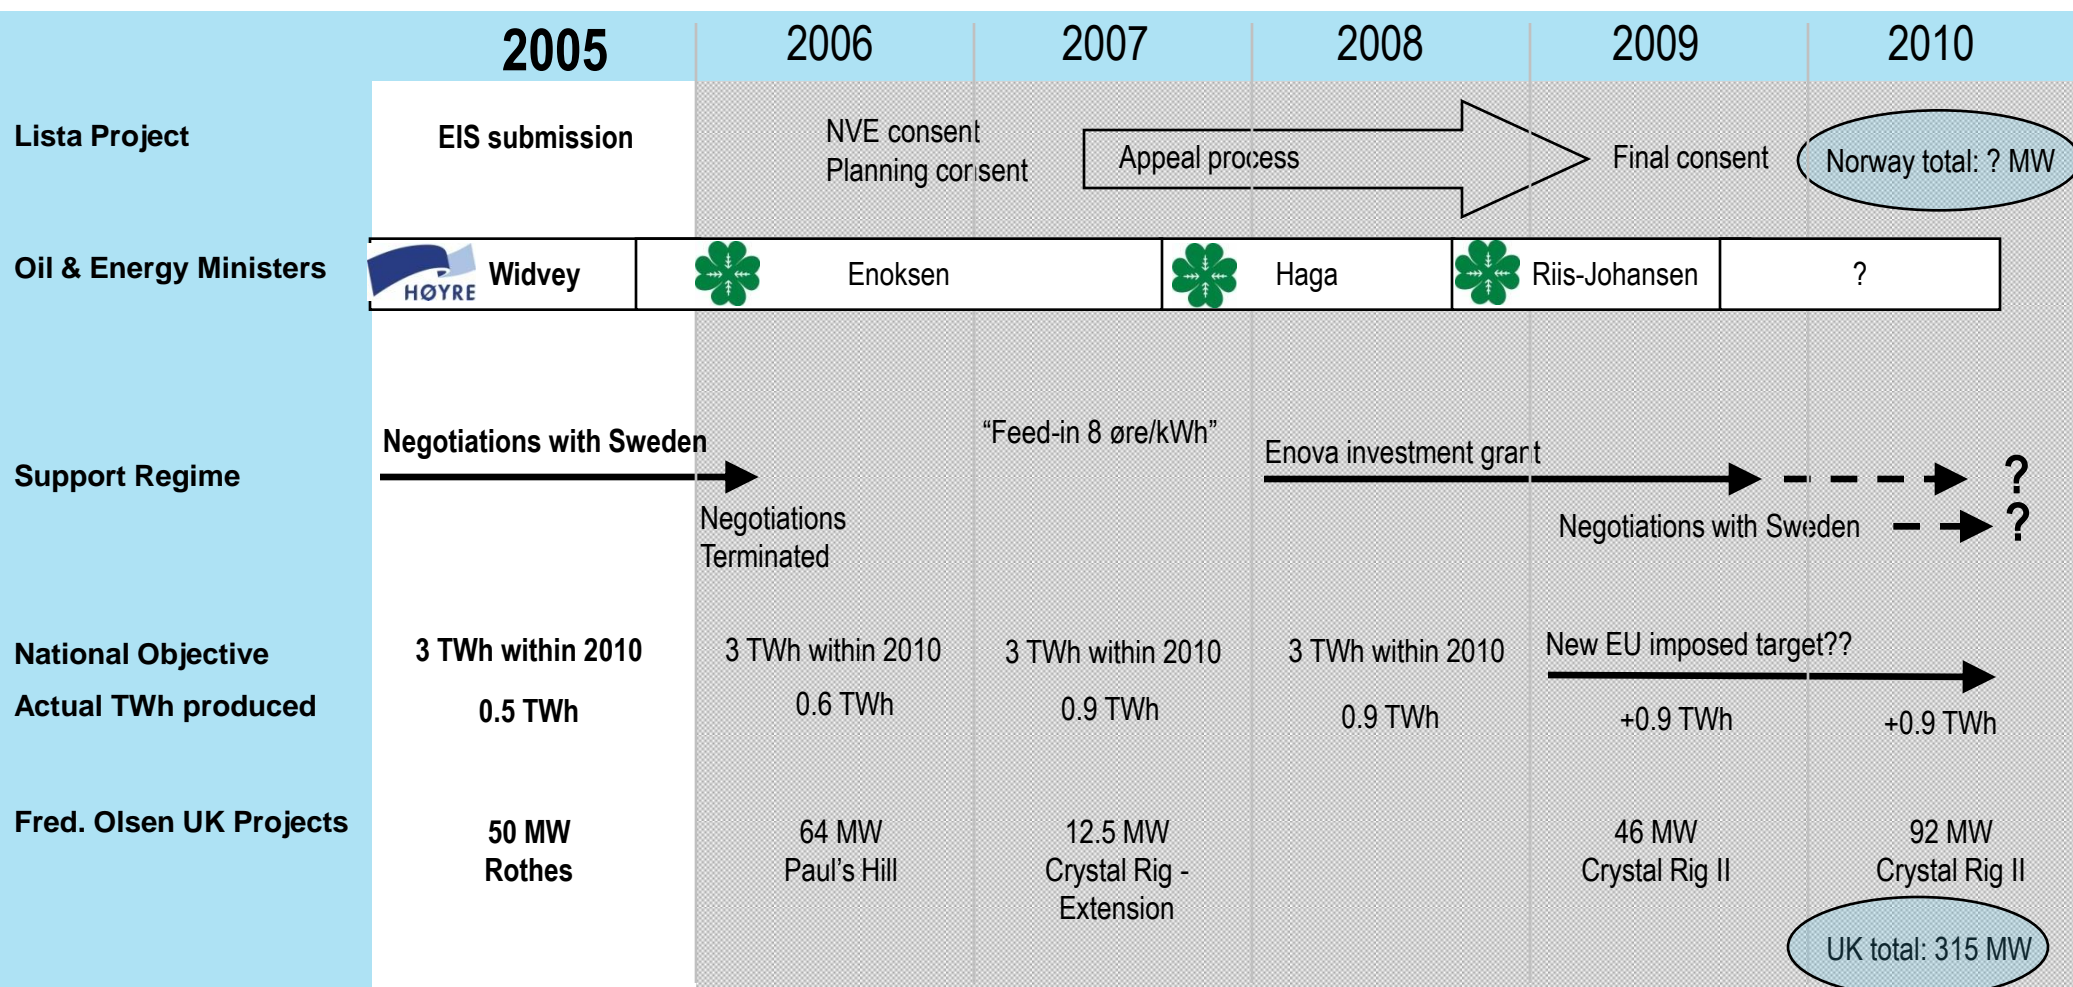 2005 2006 2007 2008 2009 2010
Lista Project
EIS submission
NVE consent
Planning consent
Appeal process
Final consent
Norway total: ? MW
Oil & Energy Ministers
HØYRE
Widvey
Enoksen
Haga
Riis-Johansen
?
Support Regime
Negotiations with Sweden
Negotiations
Terminated
“Feed-in 8 øre/kWh”
Enova investment grant
?
Negotiations with Sweden
?
National Objective
3 TWh within 2010
3 TWh within 2010
3 TWh within 2010
3 TWh within 2010
New EU imposed target??
Actual TWh produced
0.5 TWh
0.6 TWh
0.9 TWh
0.9 TWh
+0.9 TWh
+0.9 TWh
Fred. Olsen UK Projects
50 MW
Rothes
64 MW
Paul’s Hill
12.5 MW
Crystal Rig -
Extension
46 MW
Crystal Rig II
92 MW
Crystal Rig II
UK total: 315 MW